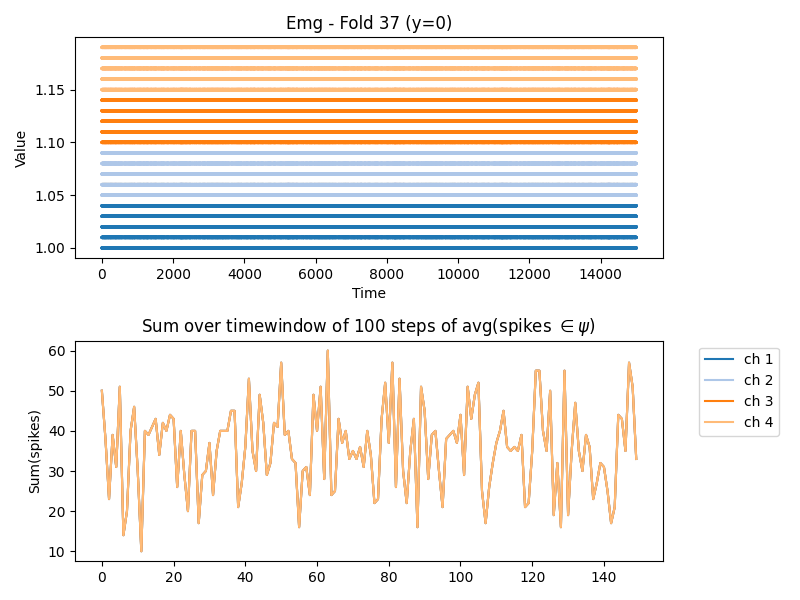 Emg - Fold 37 (y=0)
Value
1.15
1.10
1.05
1.00
0 2000 4000 6000 8000 10000 12000 14000
Time
Sum over timewindow of 100 steps of avg(spikes ∈ ψ)
Sum(spikes)
60
50
40
30
20
10
0 20 40 60 80 100 120 140
ch 1
ch 2
ch 3
ch 4